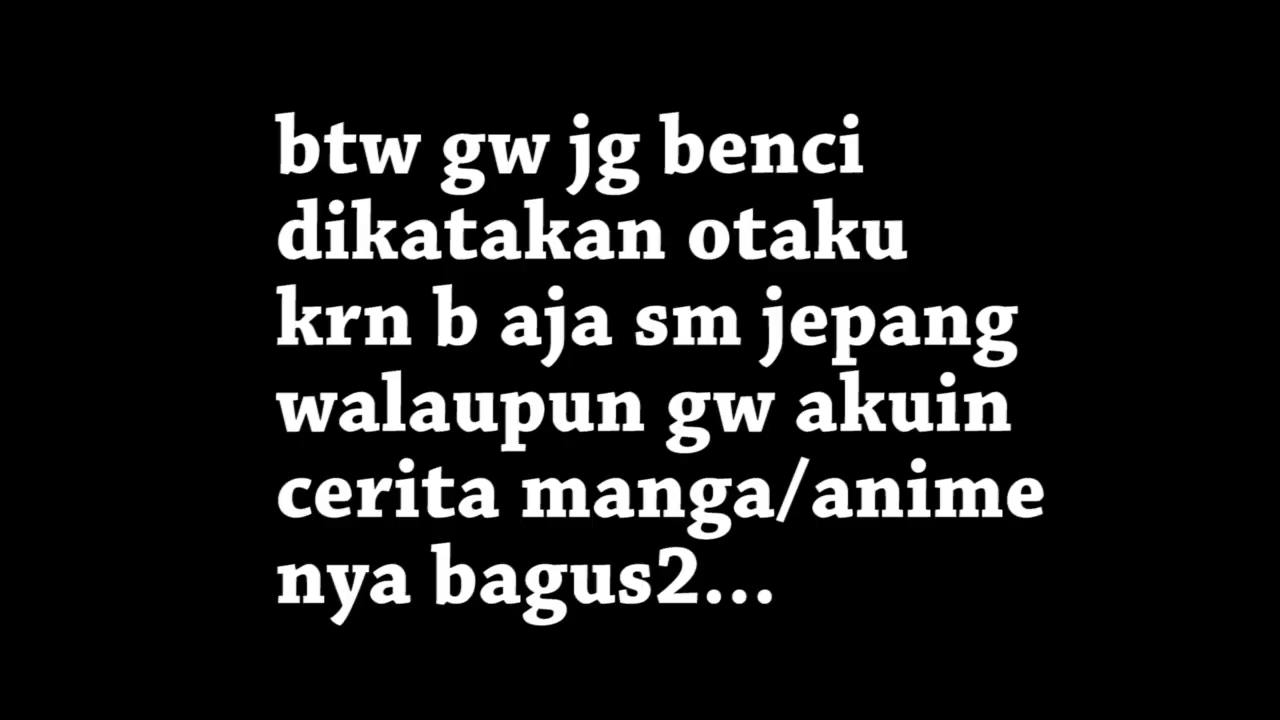 btw gw jg benci
dikatakan otaku
krn b aja sm jepang
walaupun gw akuin
cerita manga/anime
nya bagus2...